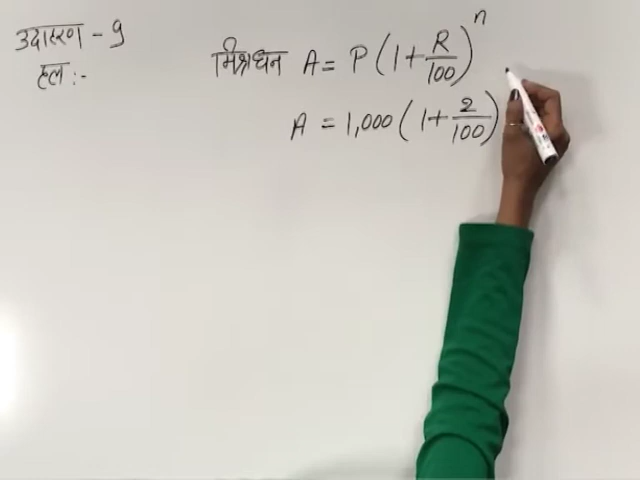 उदाहरण - 9
हल :-
मिश्रधन A = P(1+R/100)^n
A = 1,000(1+2/100)